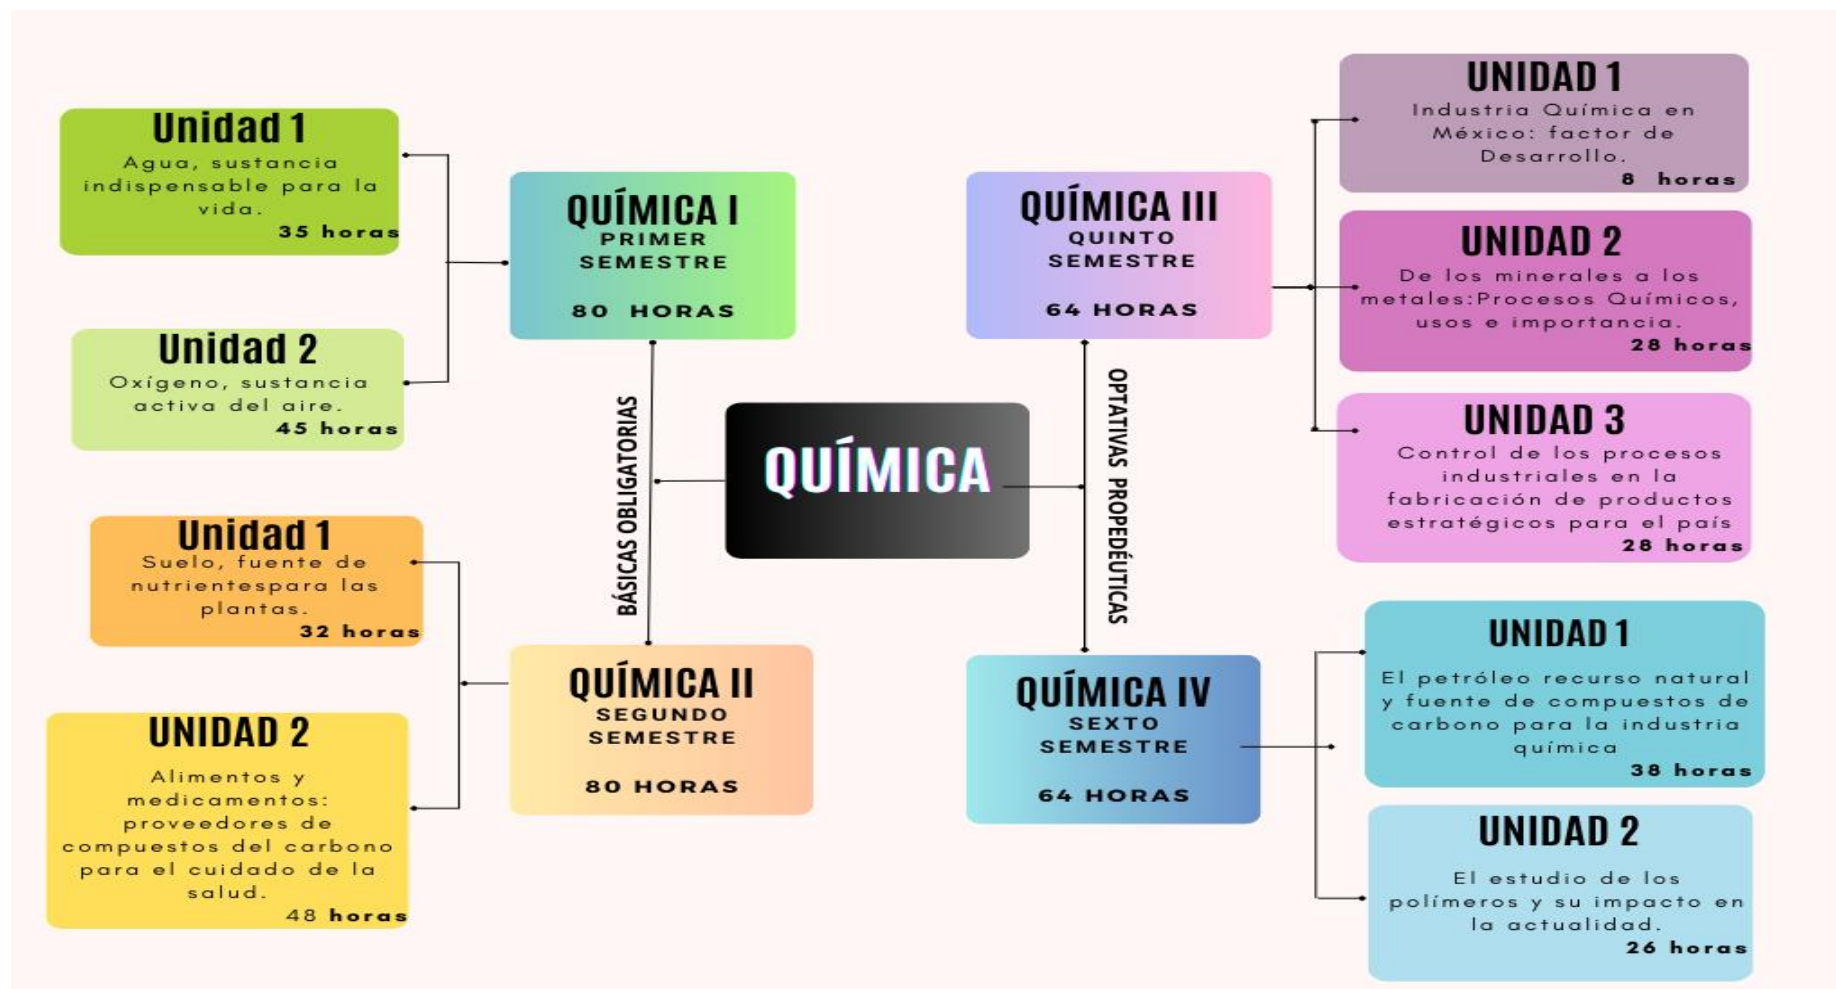 Unidad 1
Agua, sustancia
indispensable para la
vida.
35 horas
Unidad 2
Oxígeno, sustancia
activa del aire.
45 horas
QUÍMICA I
PRIMER
SEMESTRE
80 HORAS
BÁSICAS OBLIGATORIAS
Unidad 1
Suelo, fuente de
nutrientespara las
plantas.
32 horas
UNIDAD 2
Alimentos y
medicamentos:
proveedores de
compuestos del carbono
para el cuidado de la
salud.
48 horas
QUÍMICA II
SEGUNDO
SEMESTRE
80 HORAS
QUÍMICA
QUÍMICA III
QUINTO
SEMESTRE
64 HORAS
OPTATIVAS PROPEDÉUTICAS
UNIDAD 1
Industria Química en
México: factor de
Desarrollo.
8 horas
UNIDAD 2
De los minerales a los
metales:Procesos Químicos,
usos e importancia.
28 horas
UNIDAD 3
Control de los procesos
industriales en la
fabricación de productos
estratégicos para el país
28 horas
QUÍMICA IV
SEXTO
SEMESTRE
64 HORAS
UNIDAD 1
El petróleo recurso natural
y fuente de compuestos de
carbono para la industria
química
38 horas
UNIDAD 2
El estudio de los
polímeros y su impacto en
la actualidad.
26 horas